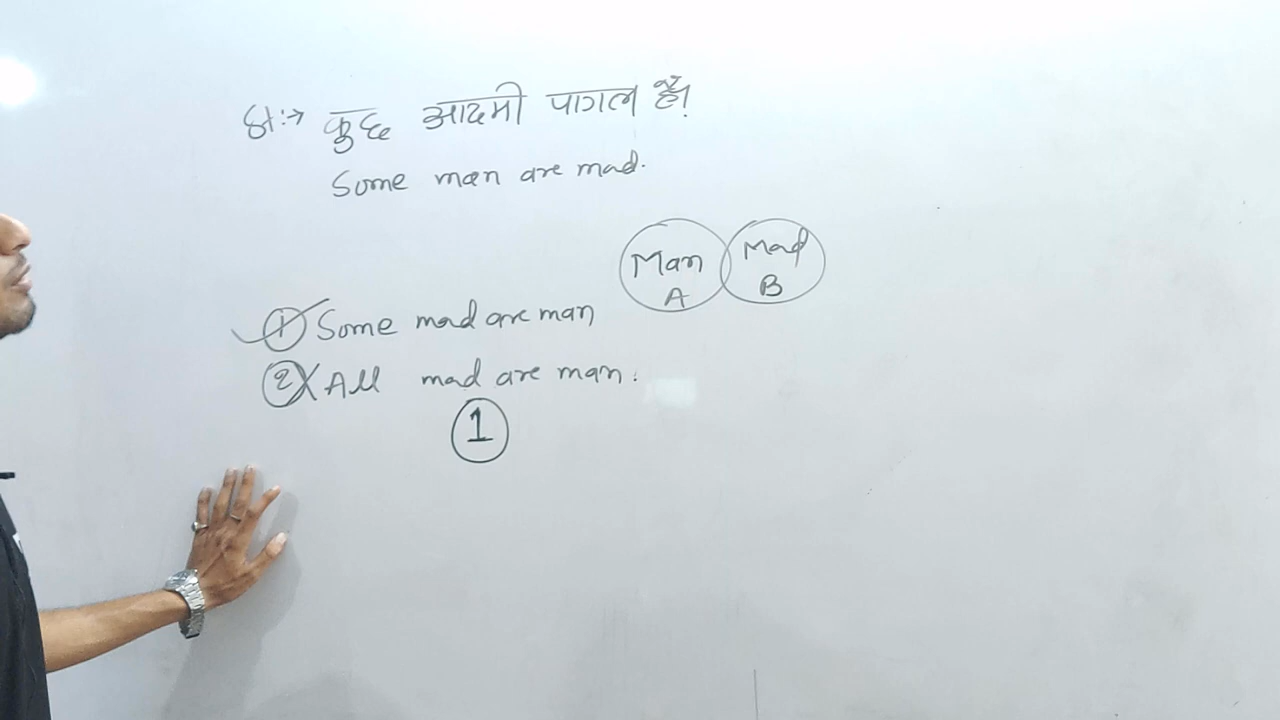 St:→ कुछ आदमी पागल हैं।
Some man are mad.
Man Mad
A B
① Some mad are man
② All mad are man.
1